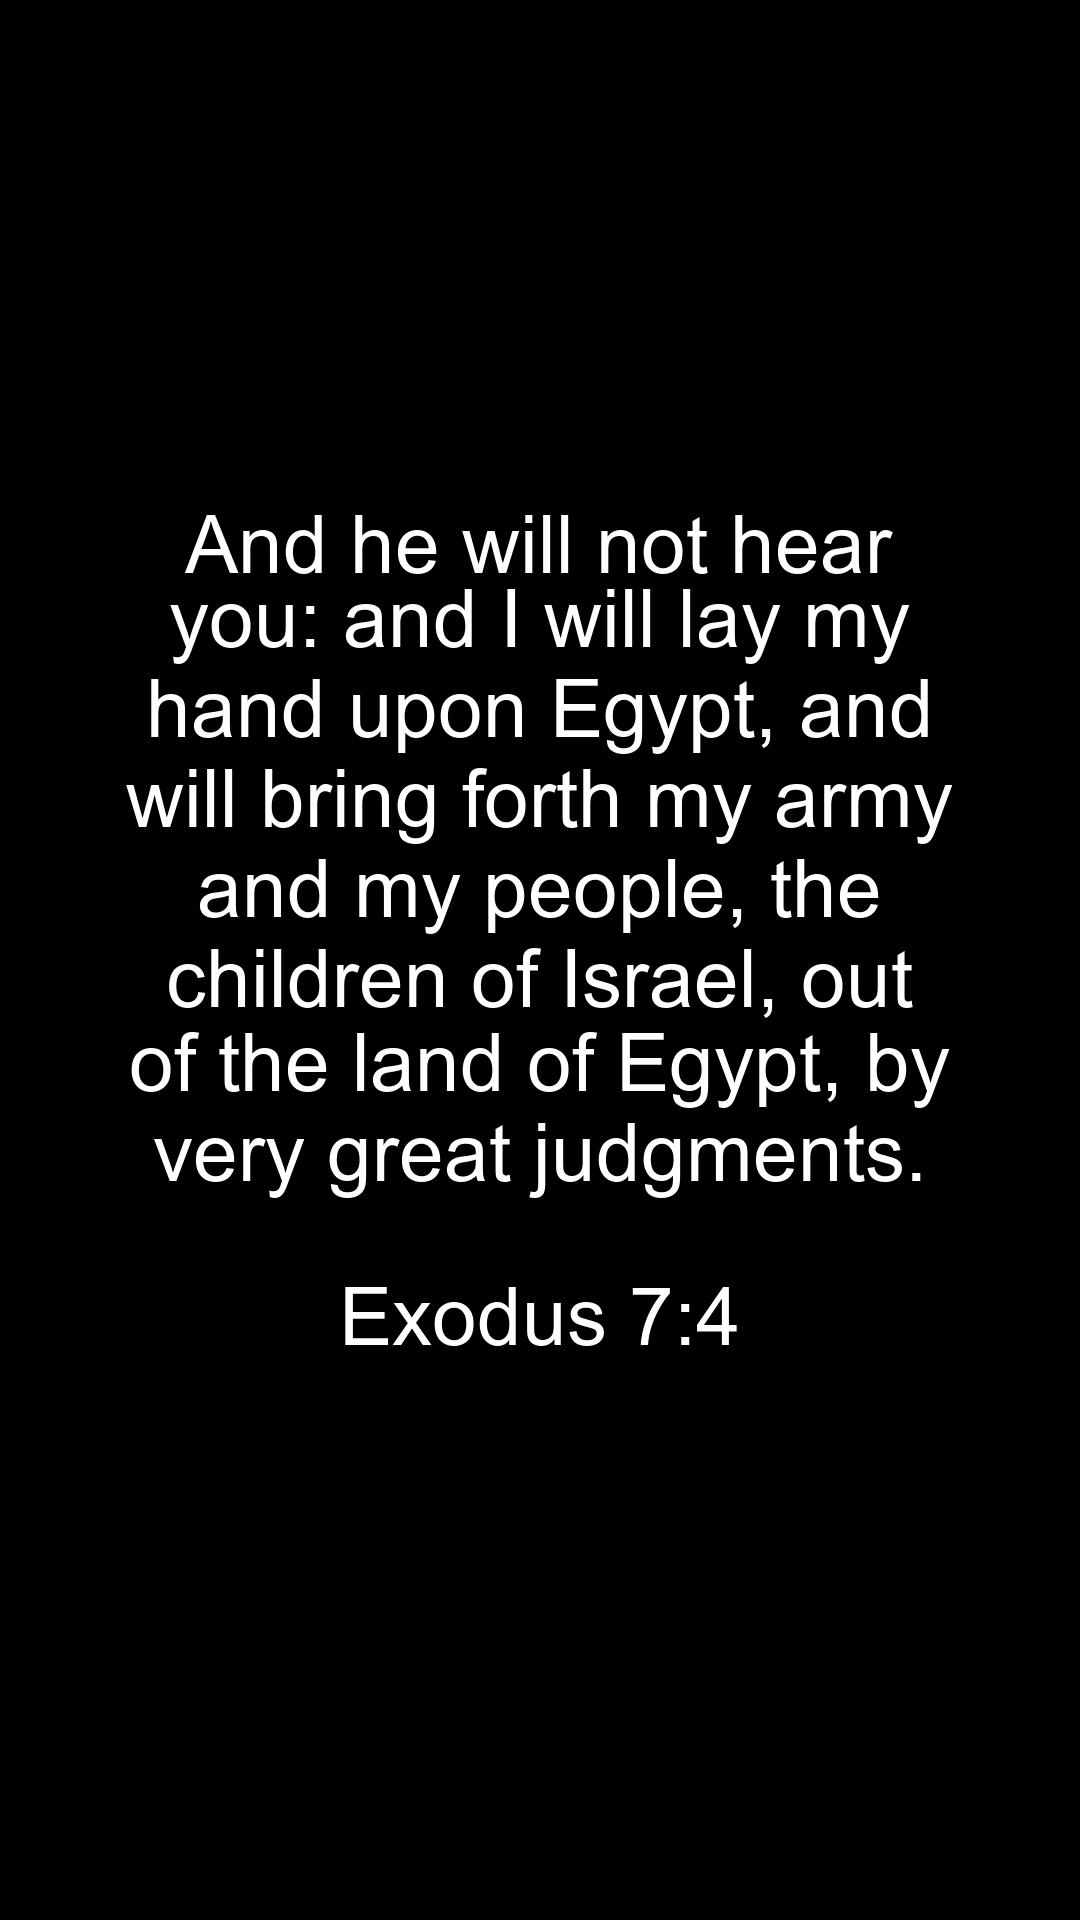 And he will not hear
you: and I will lay my
hand upon Egypt, and
will bring forth my army
and my people, the
children of Israel, out
of the land of Egypt, by
very great judgments.
Exodus 7:4